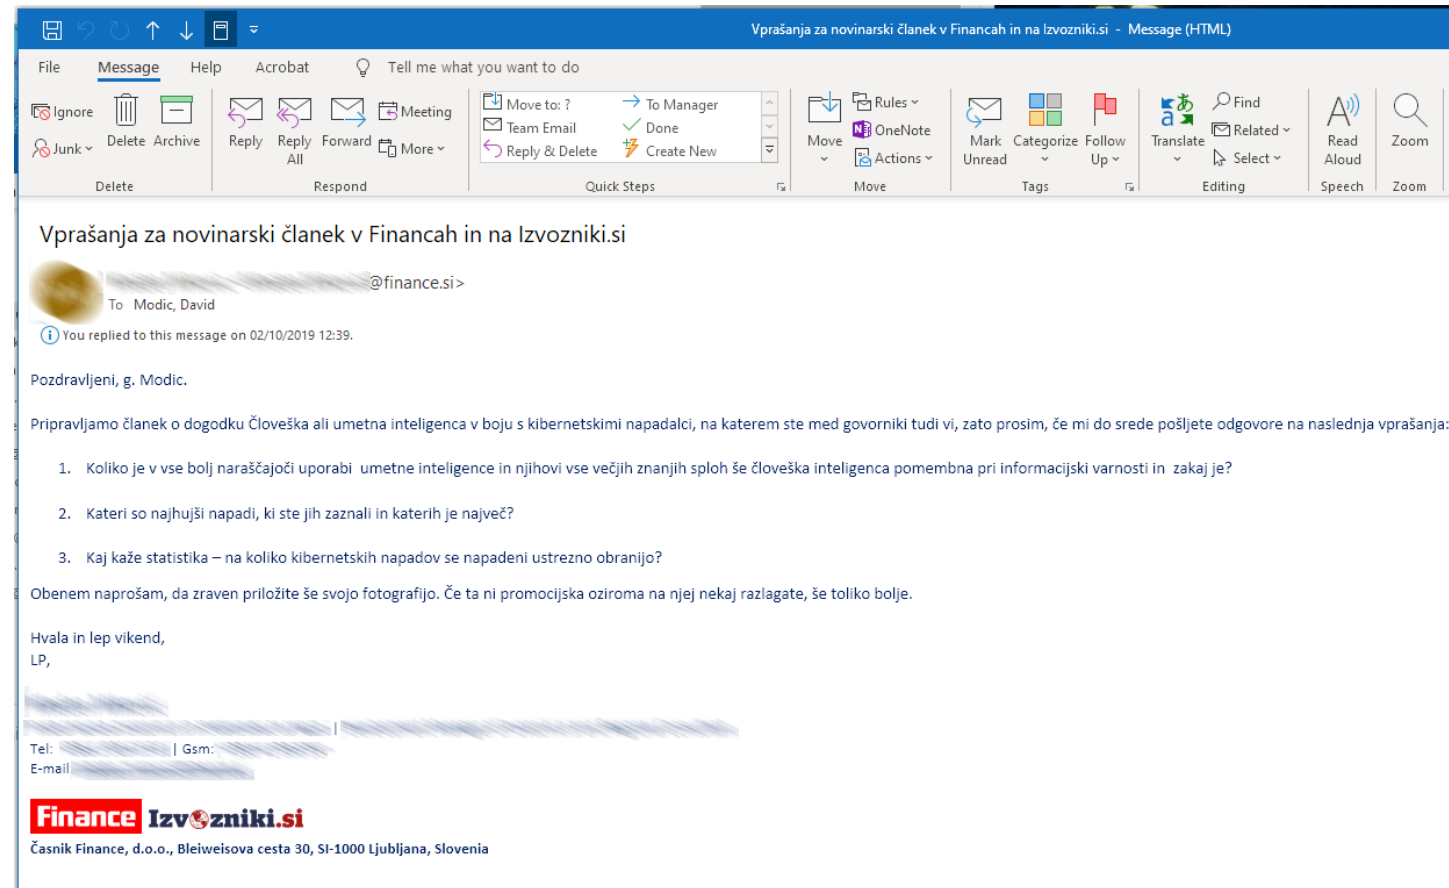 Vprašanja za novinarski članek v Financah in na Izvozniki.si - Message (HTML)
File Message Help Acrobat Tell me what you want to do
Ignore
Junk
Delete
Archive
Delete
Reply
Reply All
Forward
Meeting
More
Respond
Move to: ?
Team Email
Reply & Delete
To Manager
Done
Create New
Quick Steps
Move
Rules
OneNote
Actions
Move
Mark Unread
Categorize
Follow Up
Tags
Translate
Find
Related
Select
Editing
Read Aloud
Speech
Zoom
Zoom
Vprašanja za novinarski članek v Financah in na Izvozniki.si
@finance.si>
To Modic, David
You replied to this message on 02/10/2019 12:39.
Pozdravljeni, g. Modic.
Pripravljamo članek o dogodku Človeška ali umetna inteligenca v boju s kibernetskimi napadalci, na katerem ste med govorniki tudi vi, zato prosim, če mi do srede pošljete odgovore na naslednja vprašanja:
1. Koliko je v vse bolj naraščajoči uporabi umetne inteligence in njihovi vse večjih znanjih sploh še človeška inteligenca pomembna pri informacijski varnosti in zakaj je?
2. Kateri so najhujši napadi, ki ste jih zaznali in katerih je največ?
3. Kaj kaže statistika – na koliko kibernetskih napadov se napadeni ustrezno obranijo?
Obenem naprošam, da zraven priložite še svojo fotografijo. Če ta ni promocijska oziroma na njej nekaj razlagate, še toliko bolje.
Hvala in lep vikend,
LP,
Tel: | Gsm:
E-mail
Finance Izvozniki.si
Časnik Finance, d.o.o., Bleiweisova cesta 30, SI-1000 Ljubljana, Slovenia